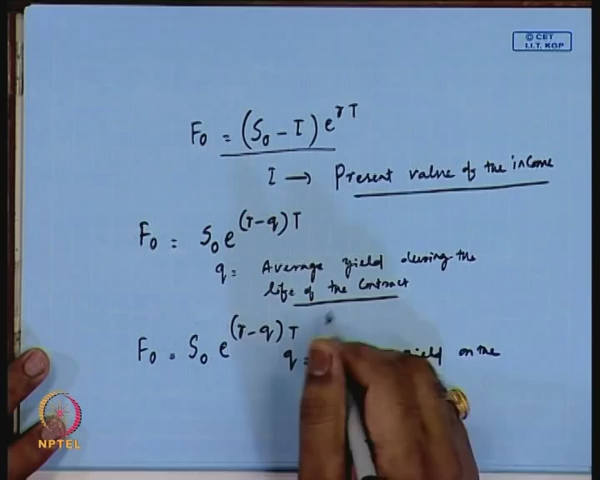 © CET
I.I.T. KGP
F₀ = (S₀ - I) e^{rT}
I → Present value of the income
F₀ = S₀ e^{(r-q)T}
q = Average yield during the
life of the contract
F₀ = S₀ e^{(r-q)T}
q = yield on the
NPTEL